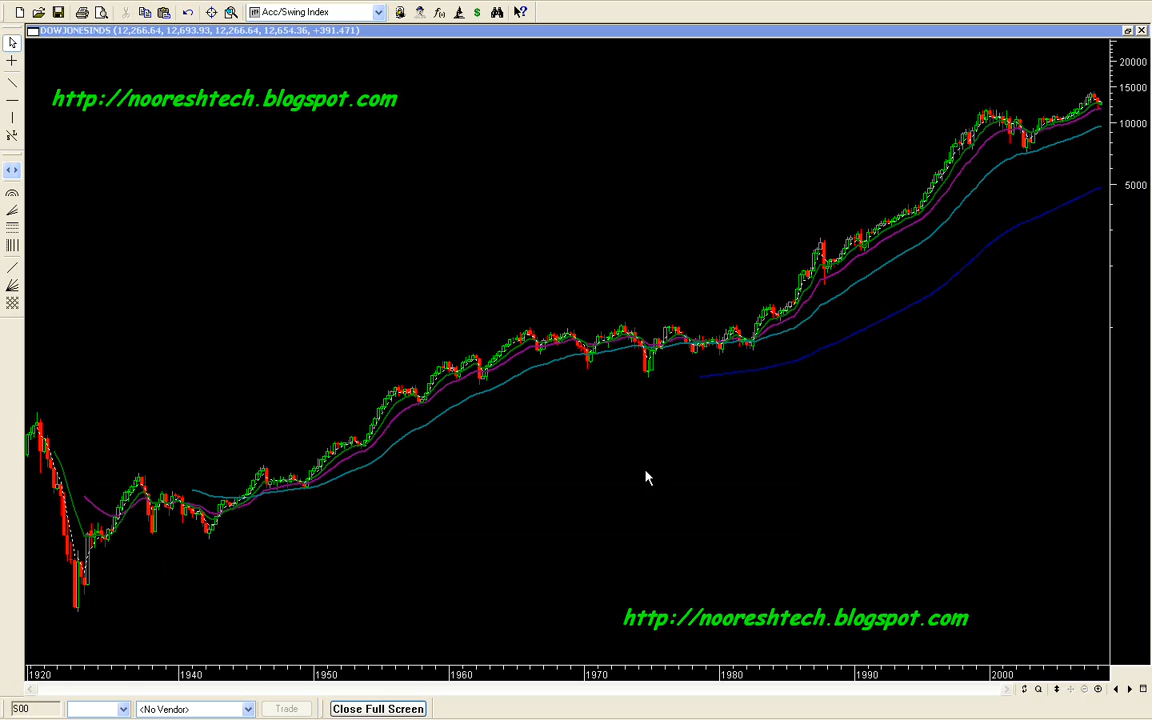 Acc/Swing Index
DOWJONESINDS (12,266.64, 12,693.93, 12,266.64, 12,654.36, +391.471)
http://nooreshtech.blogspot.com
20000
15000
10000
5000
http://nooreshtech.blogspot.com
1920 1940 1950 1960 1970 1980 1990 2000
S00 <No Vendor> Trade Close Full Screen